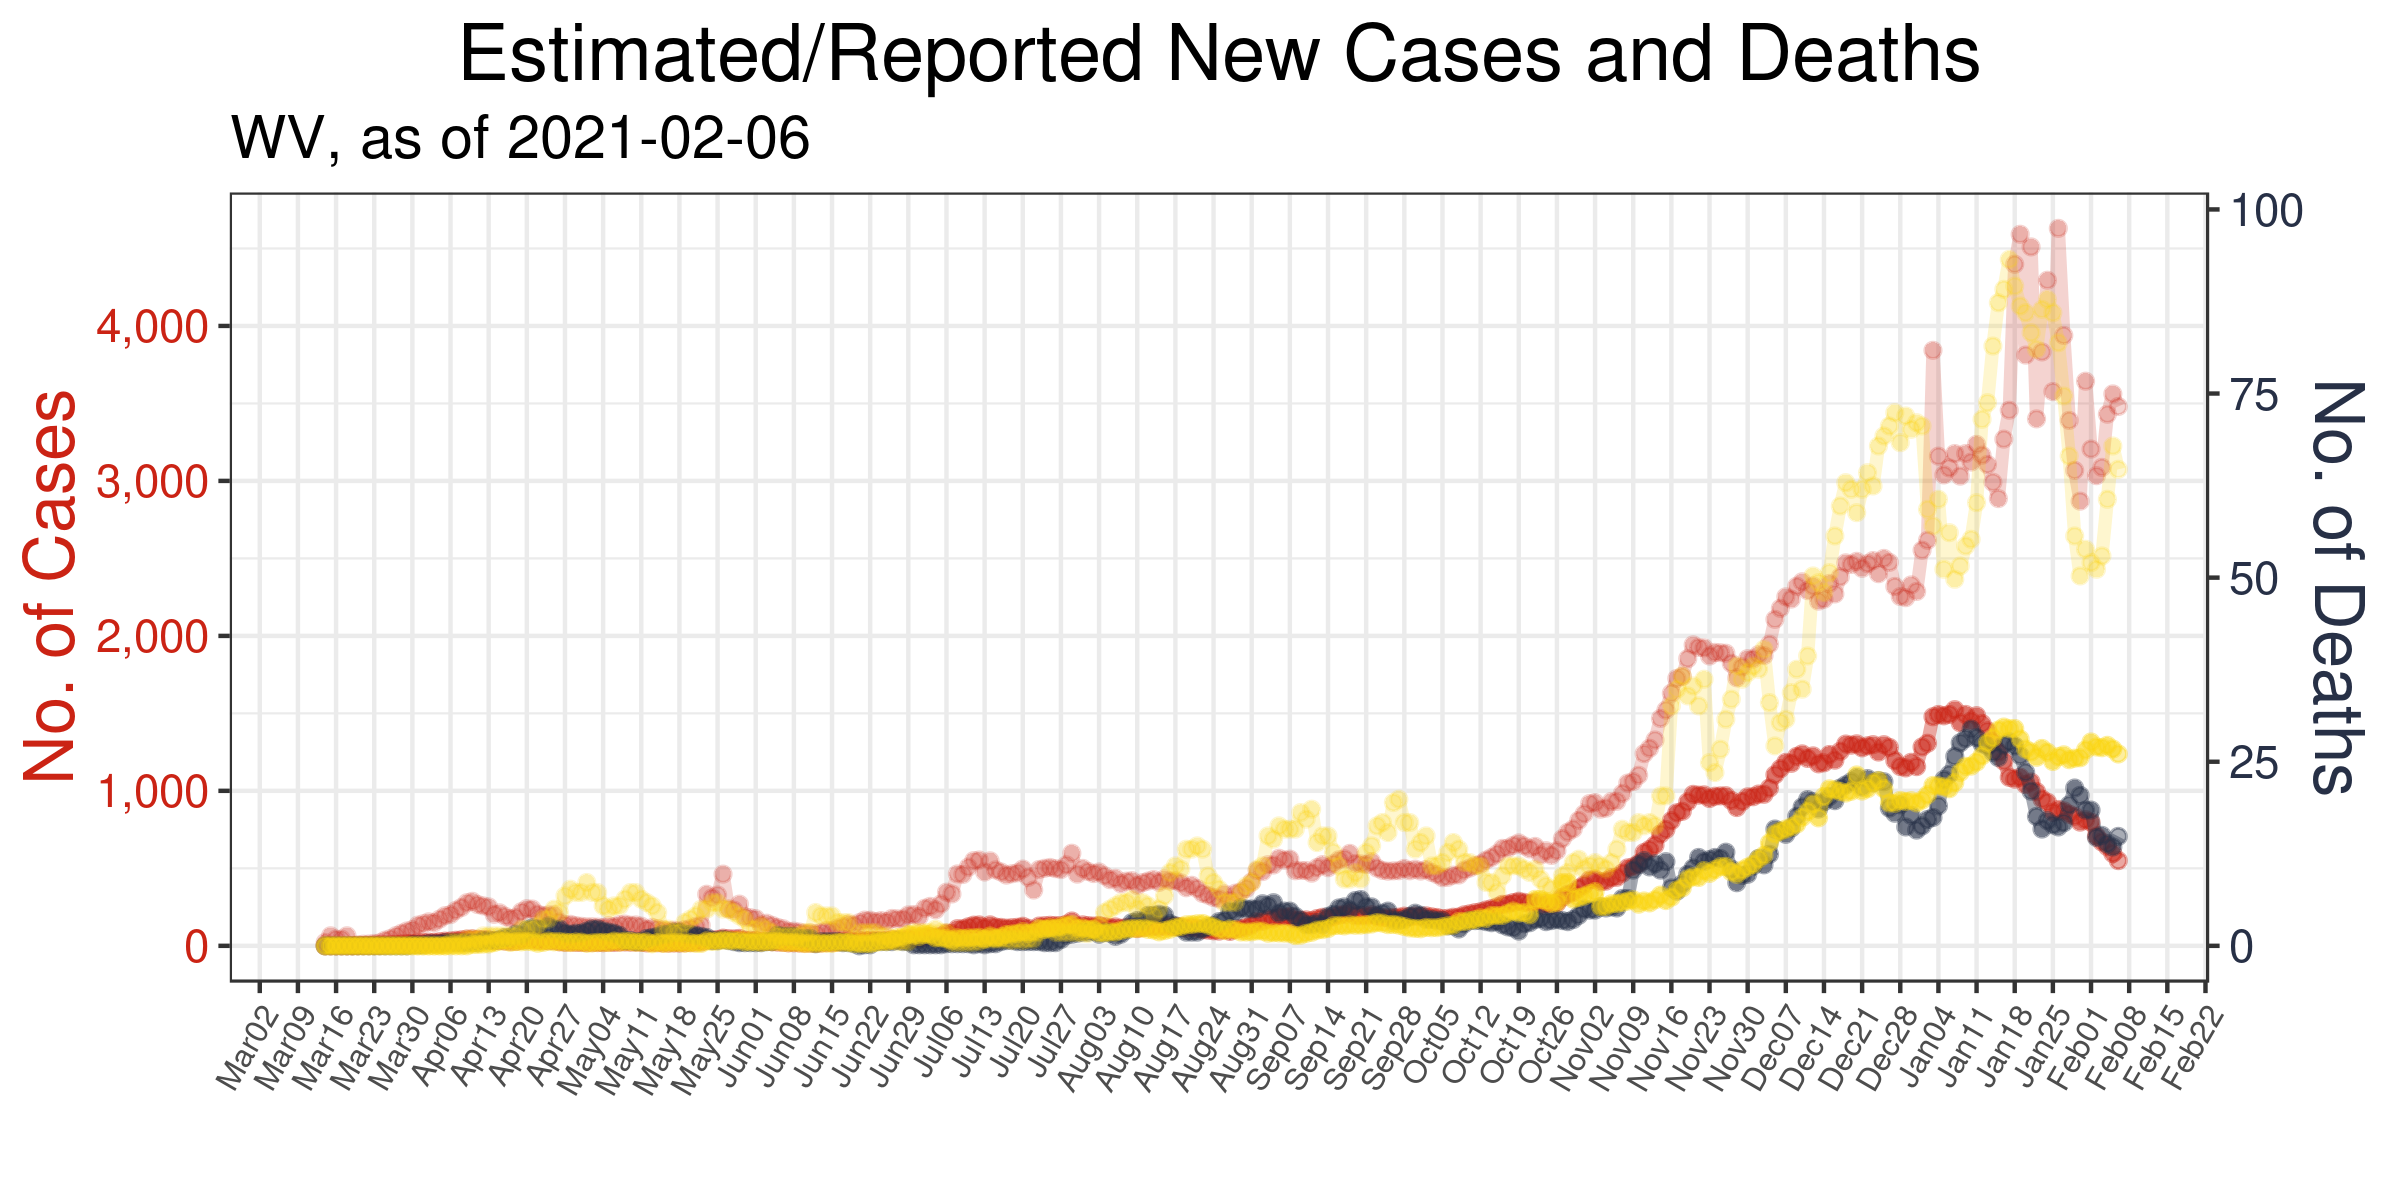 Estimated/Reported New Cases and Deaths
WV, as of 2021-02-06
No. of Cases
4,000
3,000
2,000
1,000
0
100
75
50
25
0
No. of Deaths
Mar02 Mar09 Mar16 Mar23 Mar30 Apr06 Apr13 Apr20 Apr27 May04 May11 May18 May25 Jun01 Jun08 Jun15 Jun22 Jun29 Jul06 Jul13 Jul20 Jul27 Aug03 Aug10 Aug17 Aug24 Aug31 Sep07 Sep14 Sep21 Sep28 Oct05 Oct12 Oct19 Oct26 Nov02 Nov09 Nov16 Nov23 Nov30 Dec07 Dec14 Dec21 Dec28 Jan04 Jan11 Jan18 Jan25 Feb01 Feb08 Feb15 Feb22